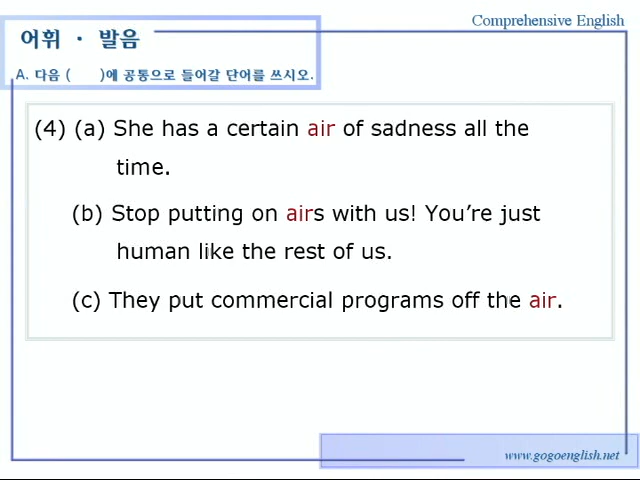 Comprehensive English
어휘 · 발음
A. 다음 (    )에 공통으로 들어갈 단어를 쓰시오.
(4) (a) She has a certain air of sadness all the
time.
(b) Stop putting on airs with us! You're just
human like the rest of us.
(c) They put commercial programs off the air.
www.gogoenglish.net